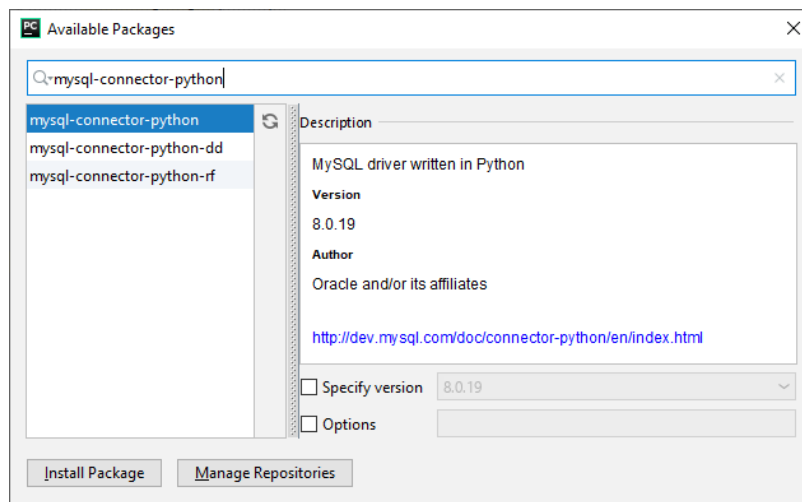 PC Available Packages
mysql-connector-python
mysql-connector-python
mysql-connector-python-dd
mysql-connector-python-rf
Description
MySQL driver written in Python
Version
8.0.19
Author
Oracle and/or its affiliates
http://dev.mysql.com/doc/connector-python/en/index.html
Specify version 8.0.19
Options
Install Package Manage Repositories